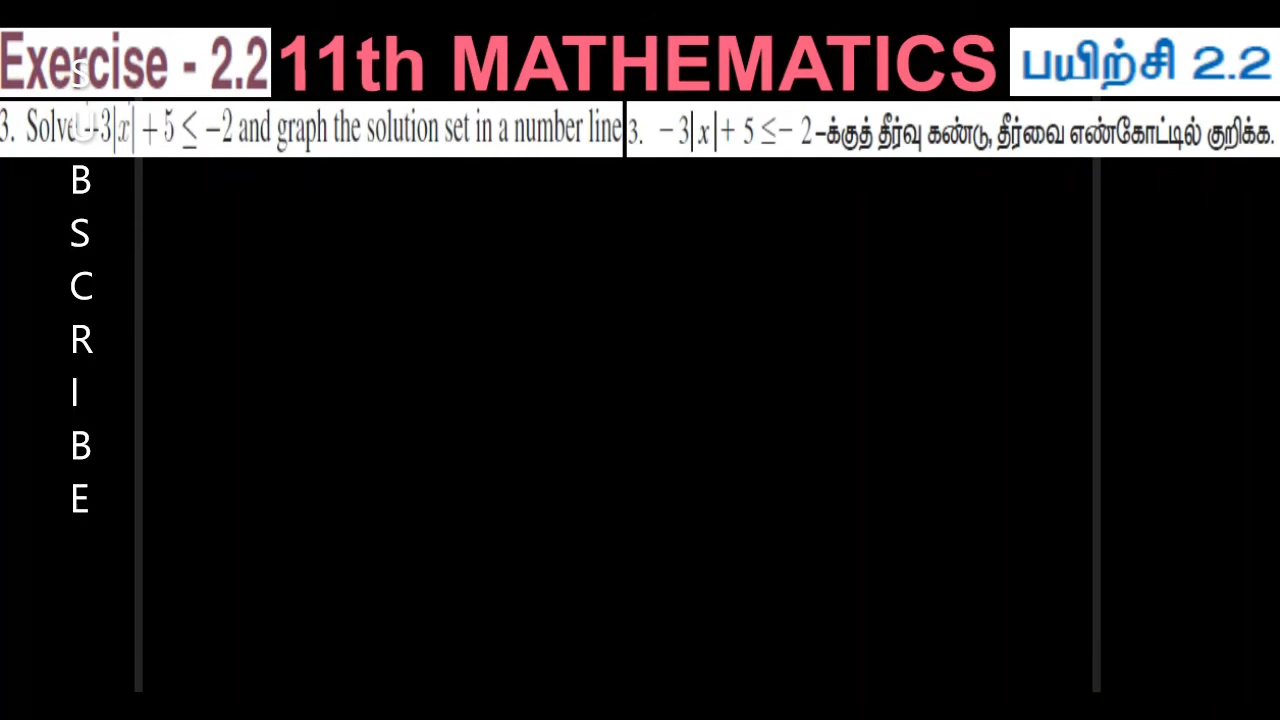 Exercise - 2.2 11th MATHEMATICS பயிற்சி 2.2
3. Solve -3|x| + 5 ≤ -2 and graph the solution set in a number line
3. - 3|x| + 5 ≤ - 2 -க்குத் தீர்வு கண்டு, தீர்வை எண்கோட்டில் குறிக்க.
S
U
B
S
C
R
I
B
E